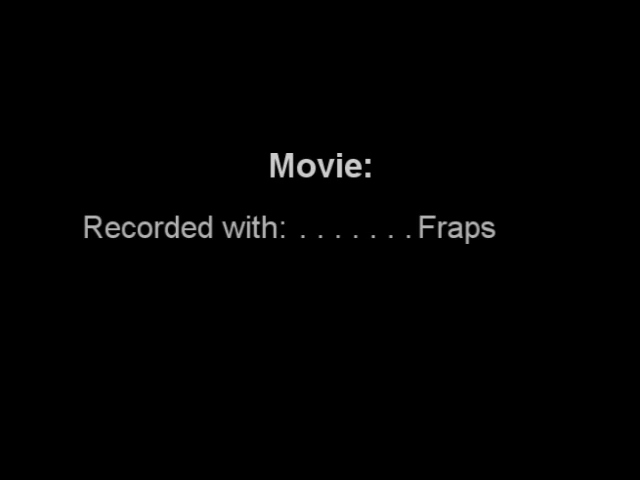 Movie:
Recorded with: . . . . . . . Fraps